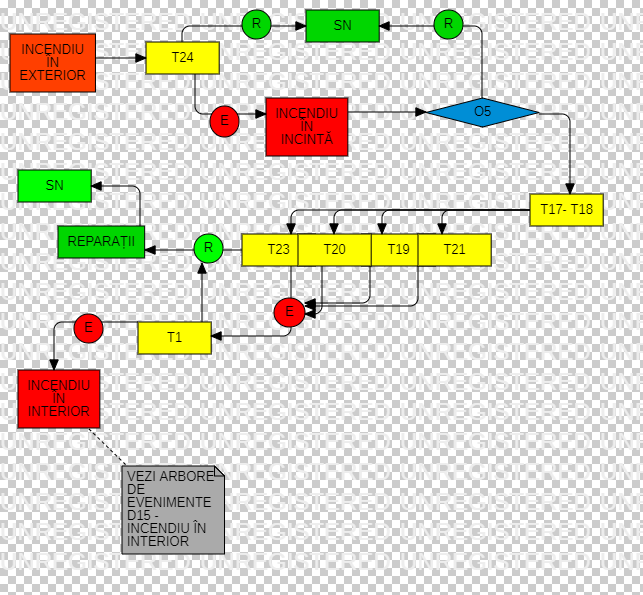 R
SN
R
INCENDIU
ÎN
EXTERIOR
T24
E
INCENDIU
ÎN
INCINTĂ
O5
SN
T17- T18
REPARAȚII
R
T23
T20
T19
T21
E
E
T1
INCENDIU
ÎN
INTERIOR
VEZI ARBORE
DE
EVENIMENTE
D15 -
INCENDIU ÎN
INTERIOR